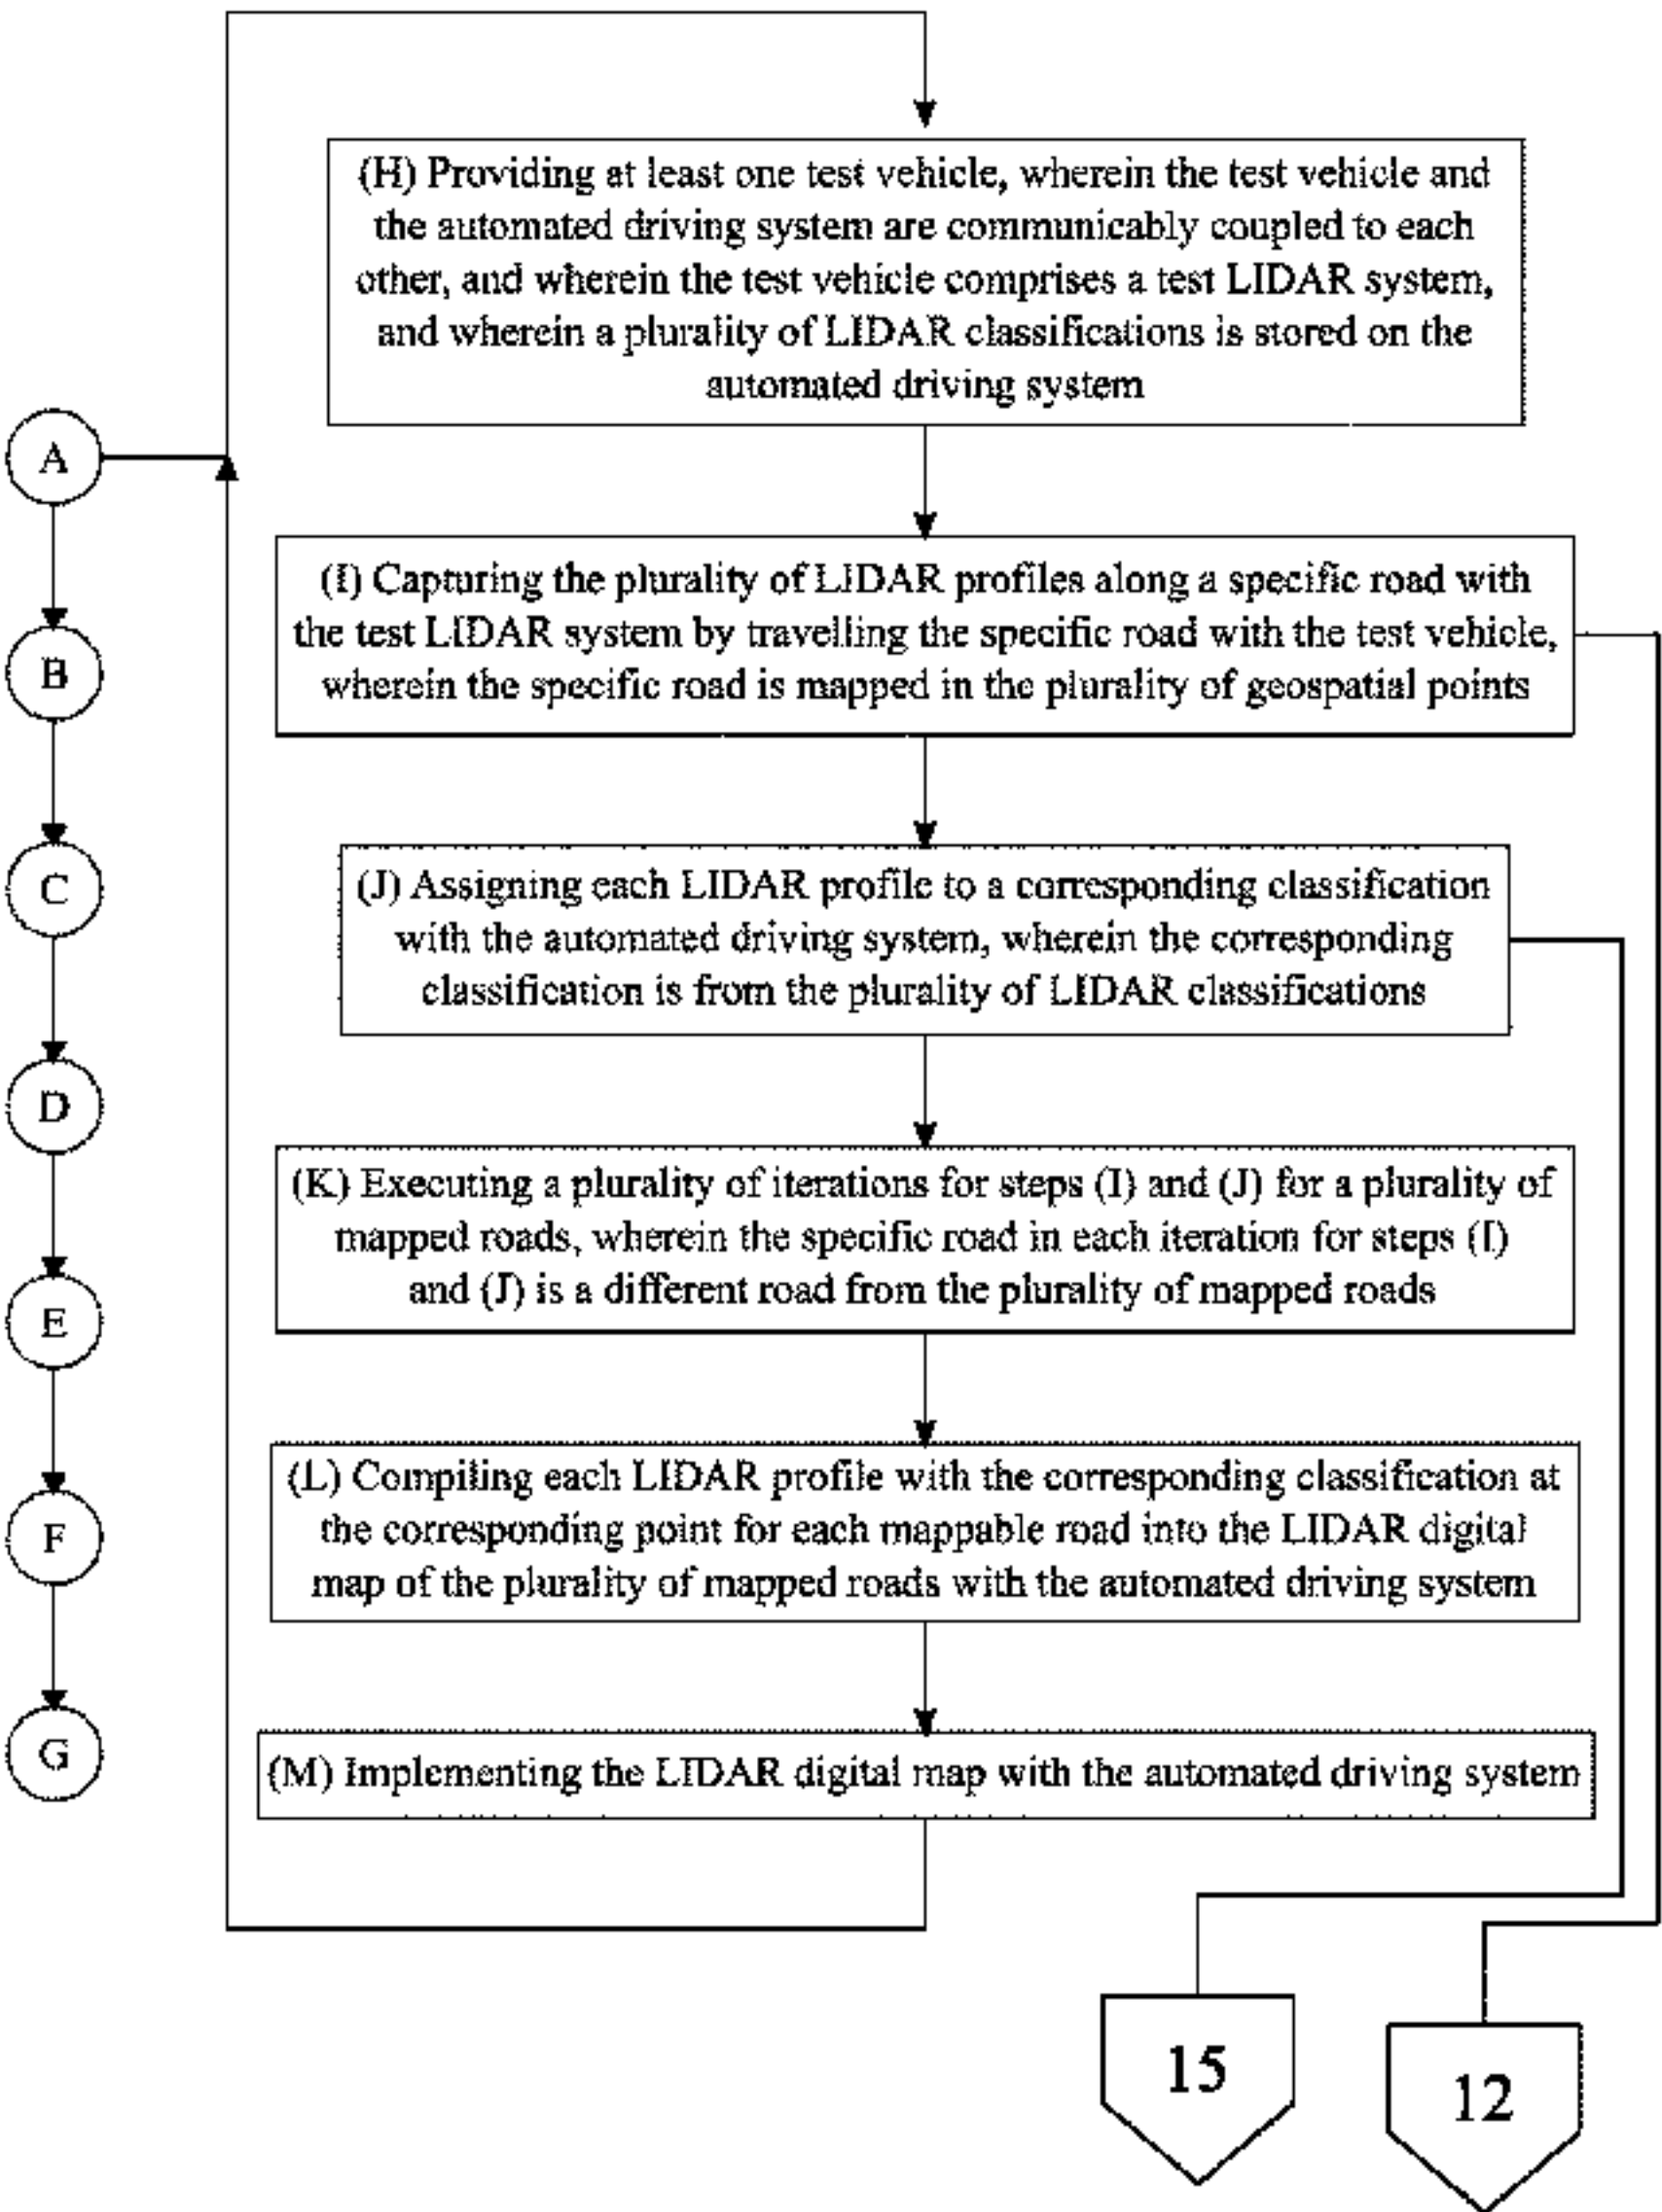 (H) Providing at least one test vehicle, wherein the test vehicle and
the automated driving system are communicably coupled to each
other, and wherein the test vehicle comprises a test LIDAR system,
and wherein a plurality of LIDAR classifications is stored on the
automated driving system
A
(I) Capturing the plurality of LIDAR profiles along a specific road with
the test LIDAR system by travelling the specific road with the test vehicle,
wherein the specific road is mapped in the plurality of geospatial points
B
(J) Assigning each LIDAR profile to a corresponding classification
with the automated driving system, wherein the corresponding
classification is from the plurality of LIDAR classifications
C
D
(K) Executing a plurality of iterations for steps (I) and (J) for a plurality of
mapped roads, wherein the specific road in each iteration for steps (I)
and (J) is a different road from the plurality of mapped roads
E
(L) Compiling each LIDAR profile with the corresponding classification at
the corresponding point for each mappable road into the LIDAR digital
map of the plurality of mapped roads with the automated driving system
F
G
(M) Implementing the LIDAR digital map with the automated driving system
15
12